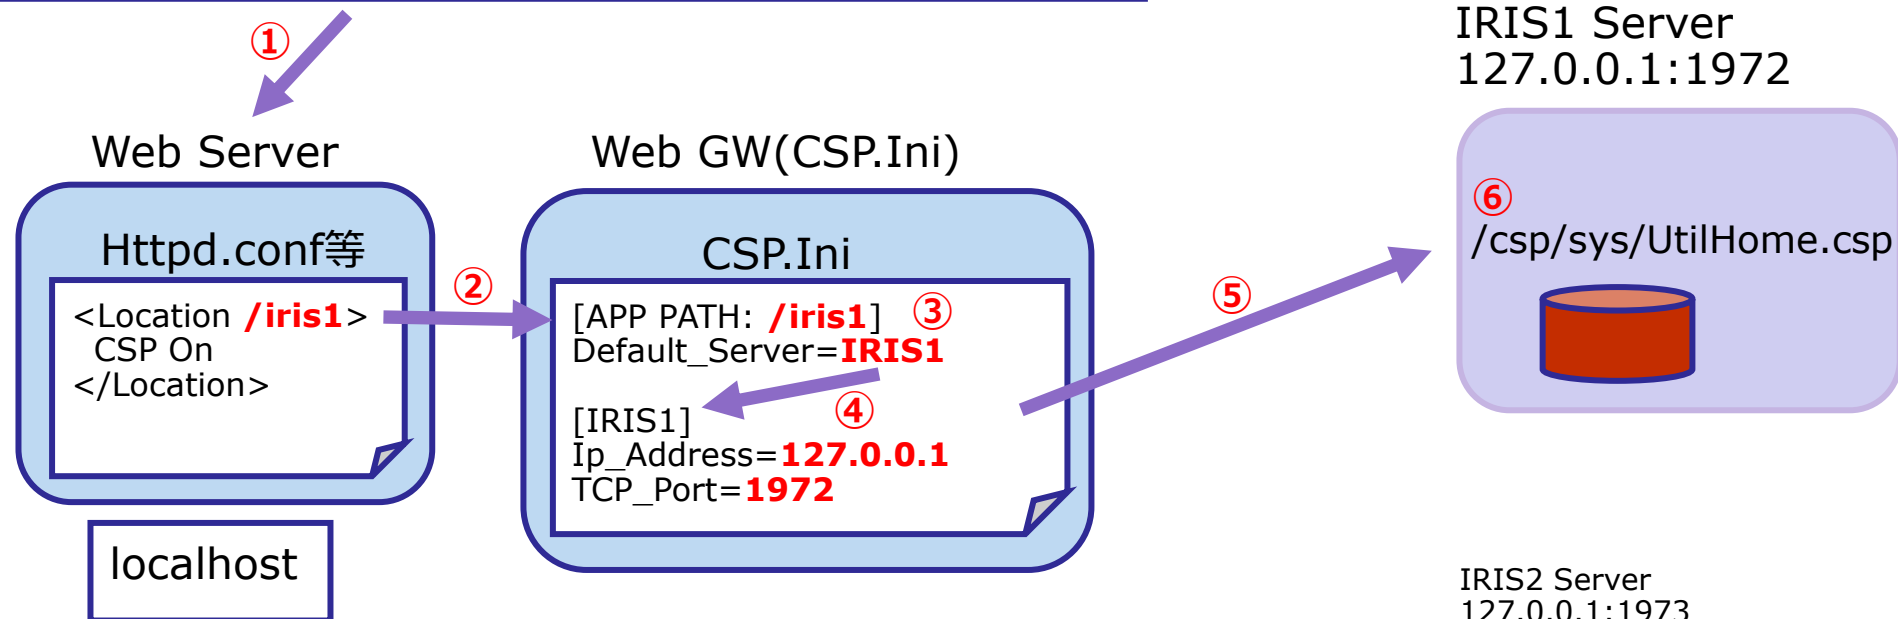 ①
IRIS1 Server
127.0.0.1:1972
Web Server
Web GW(CSP.Ini)
Httpd.conf等
<Location /iris1>
CSP On
</Location>
②
CSP.Ini
[APP PATH: /iris1]
③
Default_Server=IRIS1
④
[IRIS1]
Ip_Address=127.0.0.1
TCP_Port=1972
⑤
⑥
/csp/sys/UtilHome.csp
localhost
IRIS2 Server
127.0.0.1:1973